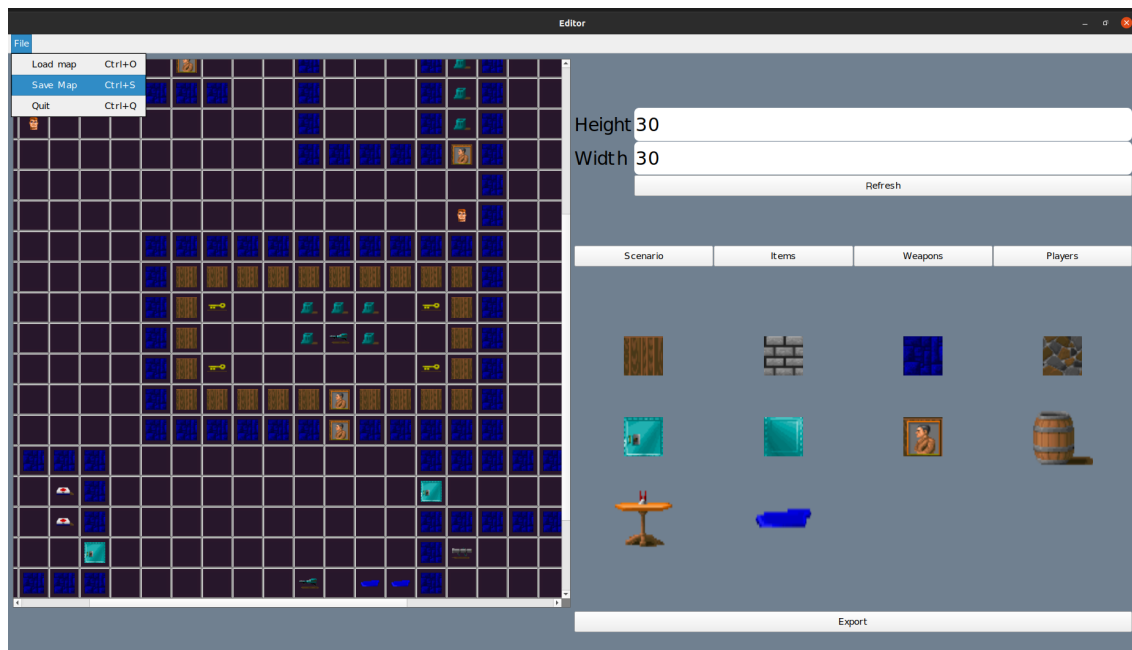 Editor
File
Load map Ctrl+O
Save Map Ctrl+S
Quit Ctrl+Q
Height 30
Width 30
Refresh
Scenario Items Weapons Players
Export